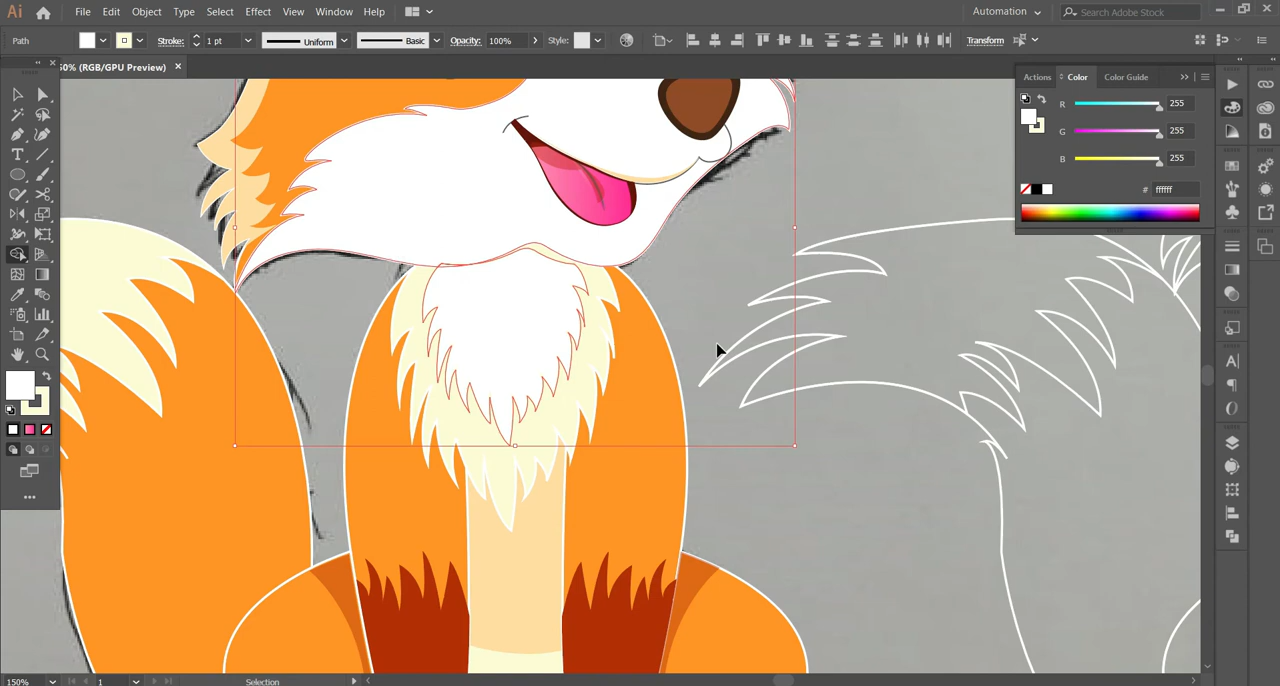 Ai File Edit Object Type Select Effect View Window Help Automation Search Adobe Stock
Path Stroke: 1 pt Uniform Basic Opacity: 100% Style: Transform
50% (RGB/GPU Preview) ×
Actions Color Color Guide
R 255
G 255
B 255
# ffffff
150% 1 Selection